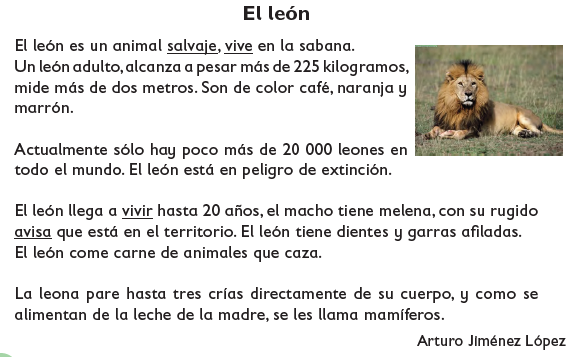 El león
El león es un animal salvaje, vive en la sabana.
Un león adulto, alcanza a pesar más de 225 kilogramos,
mide más de dos metros. Son de color café, naranja y
marrón.
Actualmente sólo hay poco más de 20 000 leones en
todo el mundo. El león está en peligro de extinción.
El león llega a vivir hasta 20 años, el macho tiene melena, con su rugido
avisa que está en el territorio. El león tiene dientes y garras afiladas.
El león come carne de animales que caza.
La leona pare hasta tres crías directamente de su cuerpo, y como se
alimentan de la leche de la madre, se les llama mamíferos.
Arturo Jiménez López